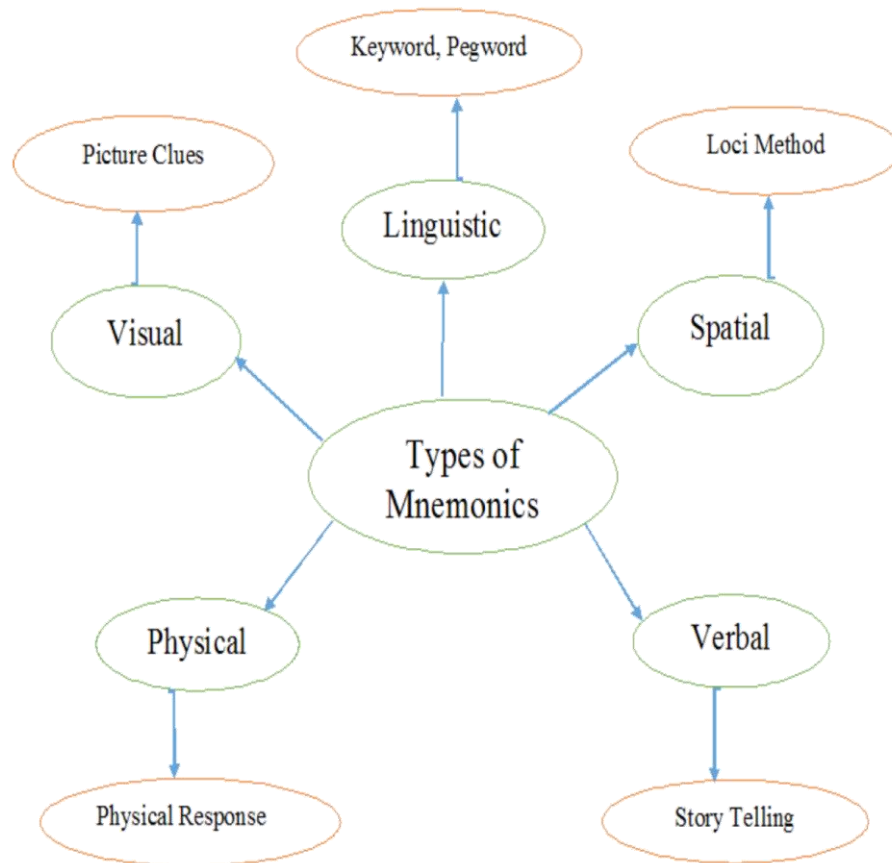 Keyword, Pegword
Picture Clues
Loci Method
Linguistic
Visual
Spatial
Types of
Mnemonics
Physical
Verbal
Physical Response
Story Telling